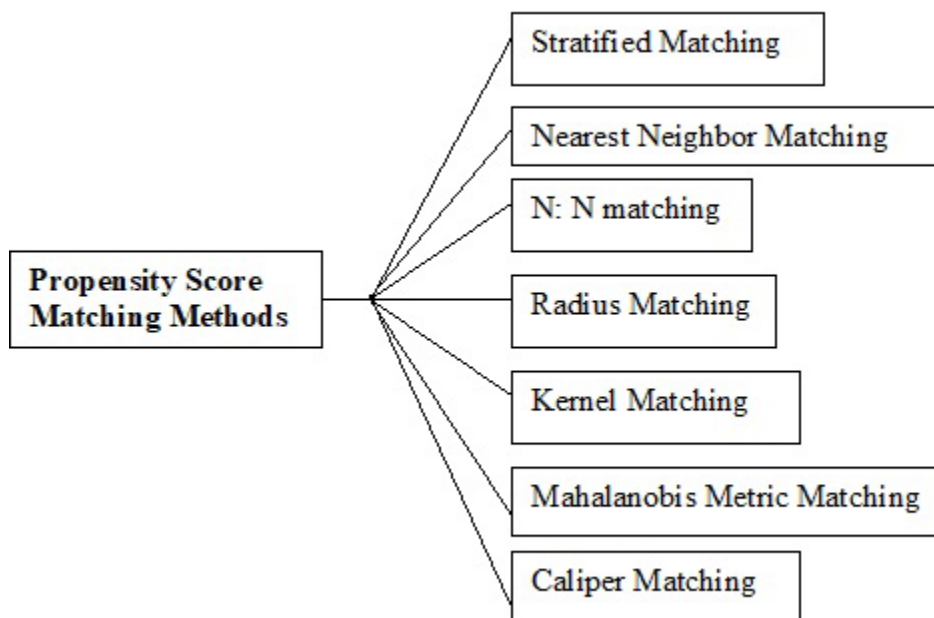 Stratified Matching
Nearest Neighbor Matching
N: N matching
Propensity Score
Matching Methods
Radius Matching
Kernel Matching
Mahalanobis Metric Matching
Caliper Matching